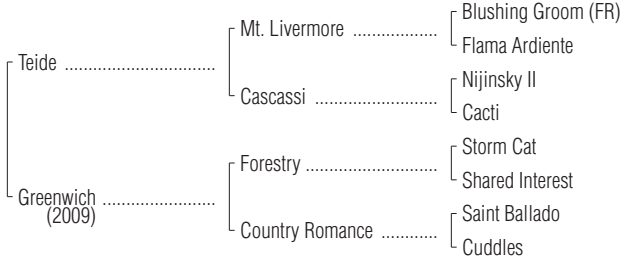 Blushing Groom (FR)
Mt. Livermore ........................
Flama Ardiente
Teide ................................
Nijinsky II
Cascassi ..........................
Cacti
Storm Cat
Forestry ............................
Shared Interest
Greenwich ........................
(2009)
Saint Ballado
Country Romance ............
Cuddles